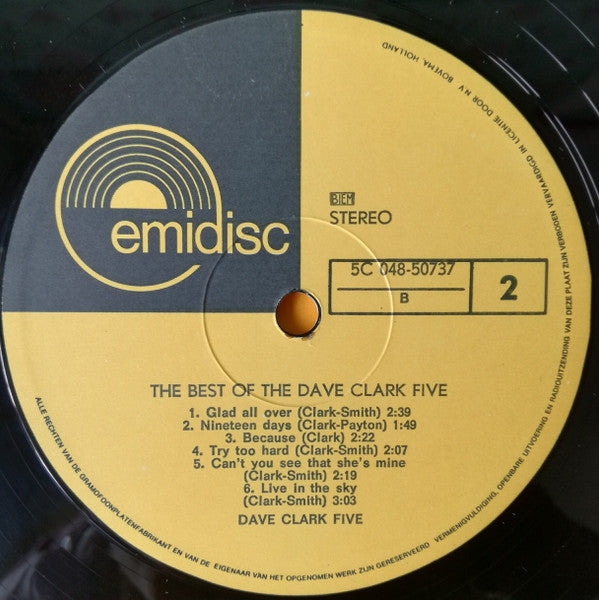 emidisc
BIEM
STEREO
5C 048-50737
B
2
THE BEST OF THE DAVE CLARK FIVE
1. Glad all over (Clark-Smith) 2:39
2. Nineteen days (Clark-Payton) 1:49
3. Because (Clark) 2:22
4. Try too hard (Clark-Smith) 2:07
5. Can't you see that she's mine
(Clark-Smith) 2:19
6. Live in the sky
(Clark-Smith) 3:03
DAVE CLARK FIVE
ALLE RECHTEN VAN DE GRAMOFOONPLATENFABRIKANT EN VAN DE EIGENAAR VAN HET OPGENOMEN WERK ZIJN GERESERVEERD. VERMENIGVULDIGING, OPENBARE UITVOERING EN RADIOUITZENDING VAN DEZE PLAAT ZIJN VERBODEN VERVAARDIGD IN LICENTIE DOOR N.V. BOVEMA, HOLLAND